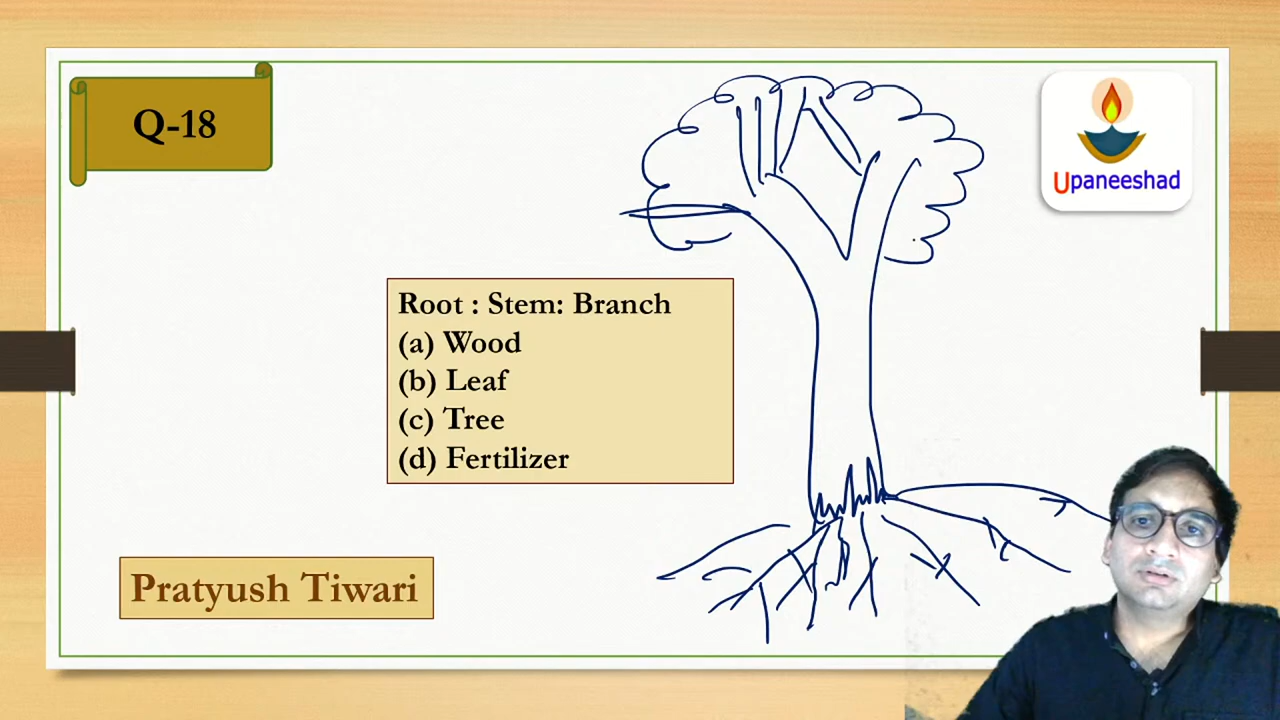 Q-18
Upaneeshad
Root : Stem: Branch
(a) Wood
(b) Leaf
(c) Tree
(d) Fertilizer
Pratyush Tiwari